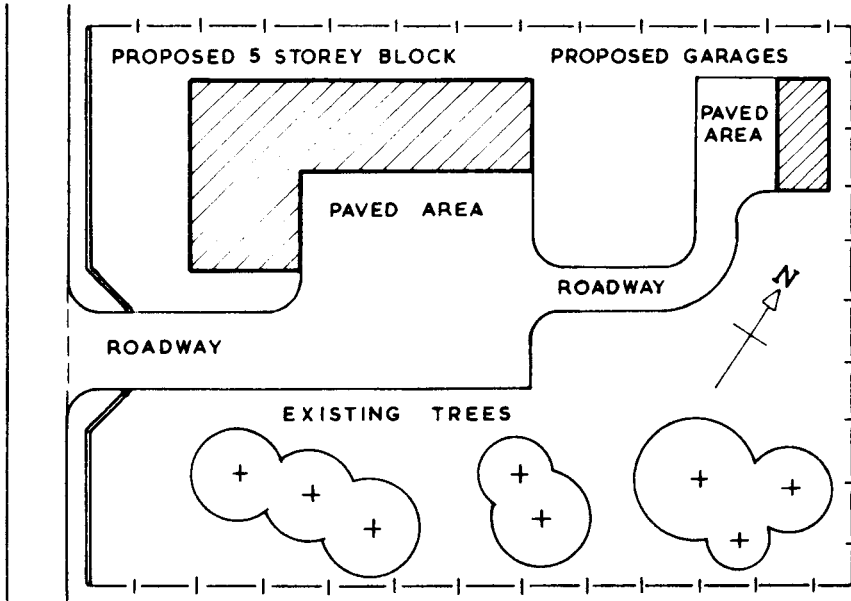 PROPOSED 5 STOREY BLOCK
PROPOSED GARAGES
PAVED
AREA
PAVED AREA
ROADWAY
N
ROADWAY
EXISTING TREES